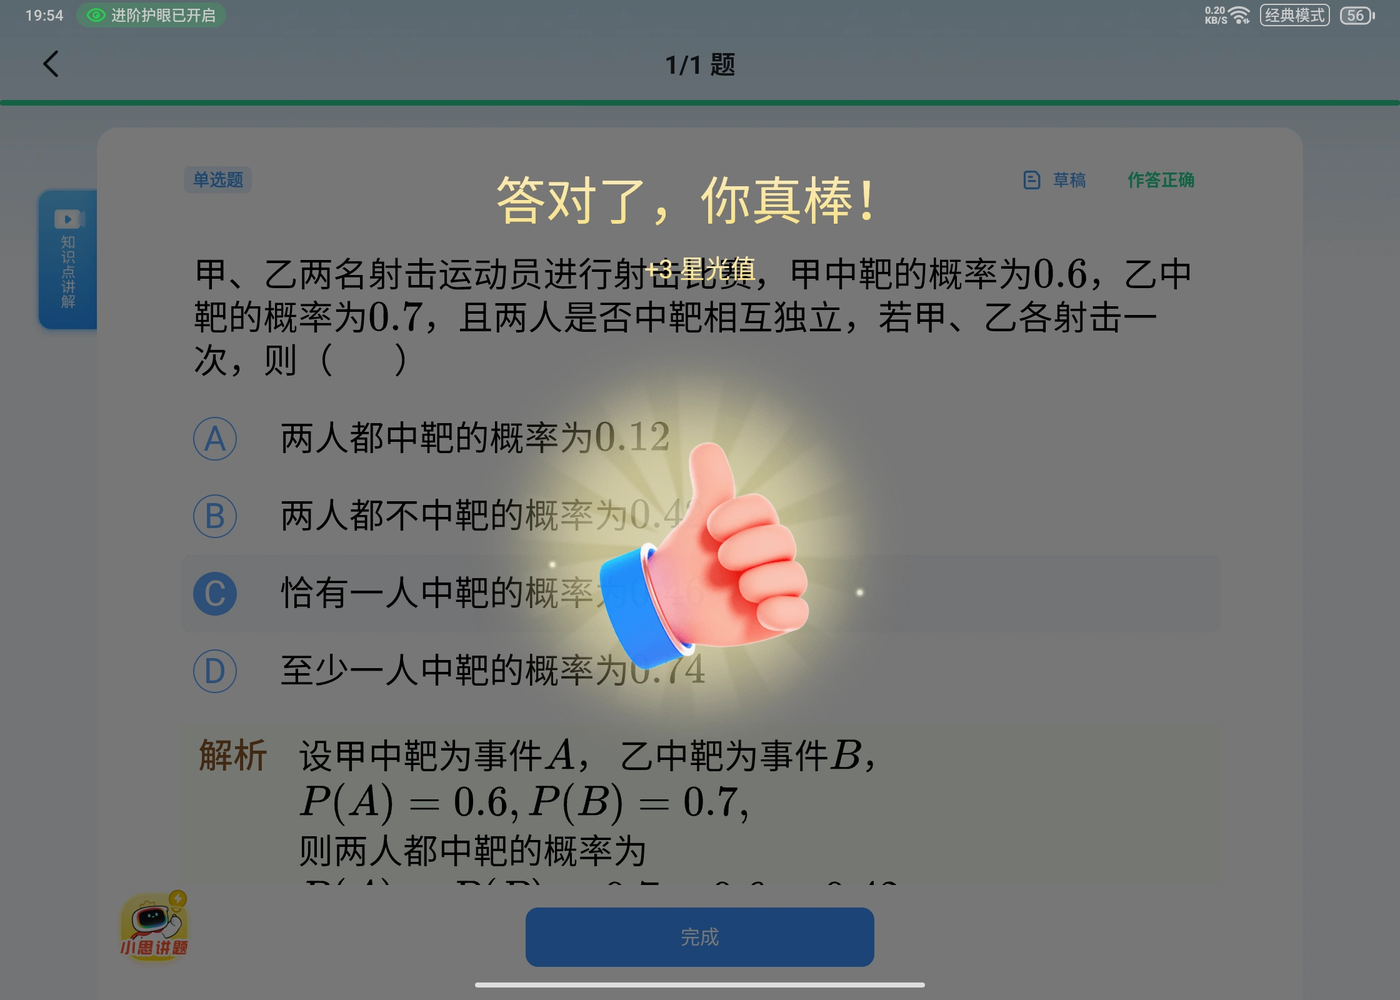 19:54 进阶护眼已开启 0.20 KB/S 经典模式 56
1/1 题
单选题 草稿 作答正确
答对了，你真棒！
知识点讲解
+3 星光值
甲、乙两名射击运动员进行射击比赛，甲中靶的概率为0.6，乙中
靶的概率为0.7，且两人是否中靶相互独立，若甲、乙各射击一
次，则（ ）
A 两人都中靶的概率为0.12
B 两人都不中靶的概率为0.4
C 恰有一人中靶的概率为
D 至少一人中靶的概率为0.74
解析 设甲中靶为事件A， 乙中靶为事件B，
P(A) = 0.6, P(B) = 0.7,
则两人都中靶的概率为
小思讲题
完成